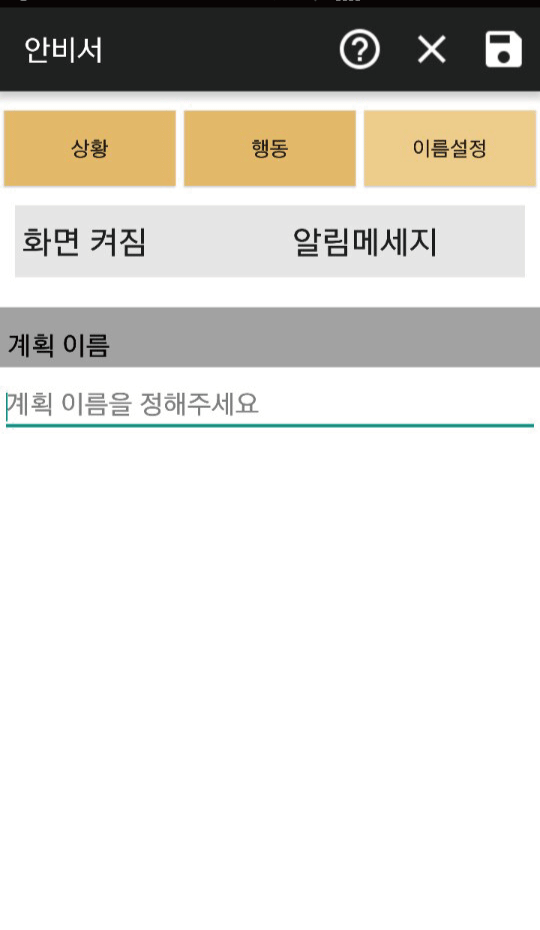 안비서
상황 행동 이름설정
화면 켜짐 알림메세지
계획 이름
계획 이름을 정해주세요